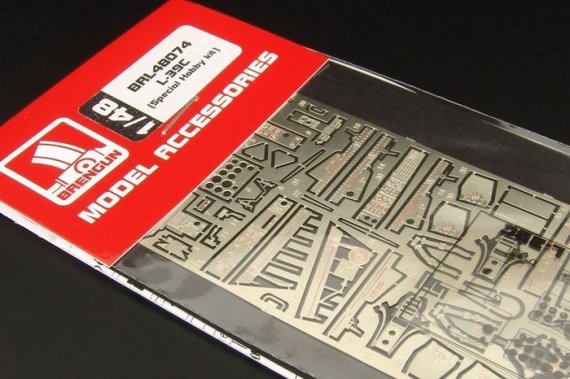 BRL48074
L-39C
(Special Hobby kit)
1/48
BRENGUN
MODEL ACCESSORIES